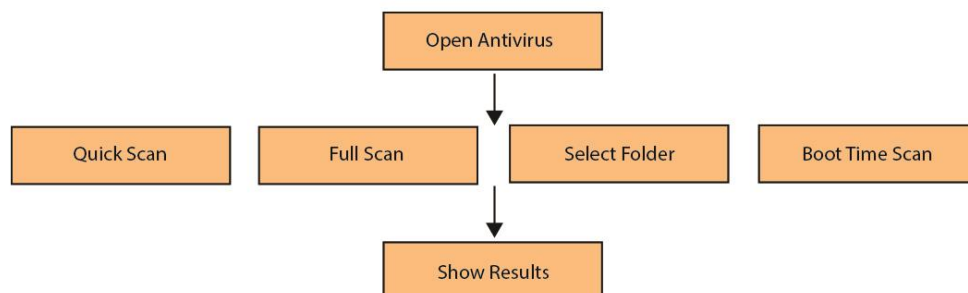 Open Antivirus
Quick Scan
Full Scan
Select Folder
Boot Time Scan
Show Results